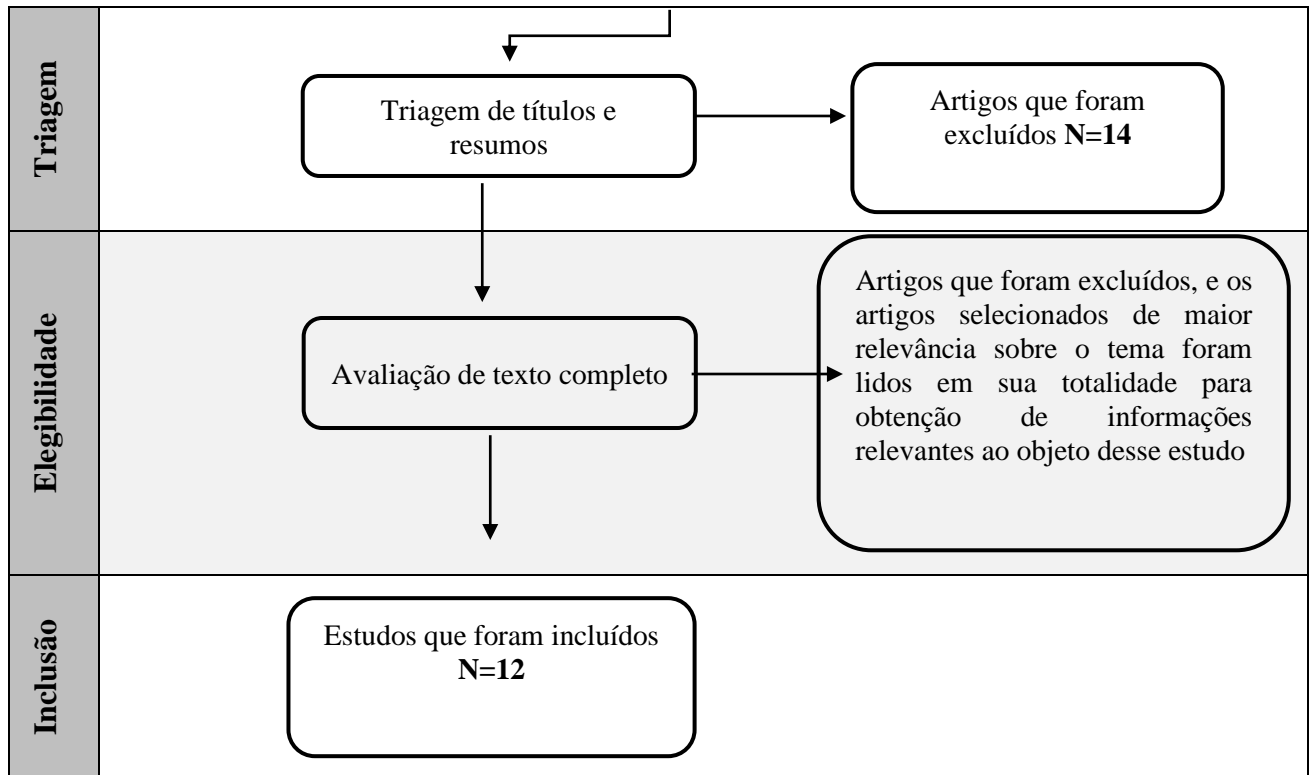 Triagem
Triagem de títulos e
resumos
Artigos que foram
excluídos N=14
Elegibilidade
Avaliação de texto completo
Artigos que foram excluídos, e os
artigos selecionados de maior
relevância sobre o tema foram
lidos em sua totalidade para
obtenção de informações
relevantes ao objeto desse estudo
Inclusão
Estudos que foram incluídos
N=12